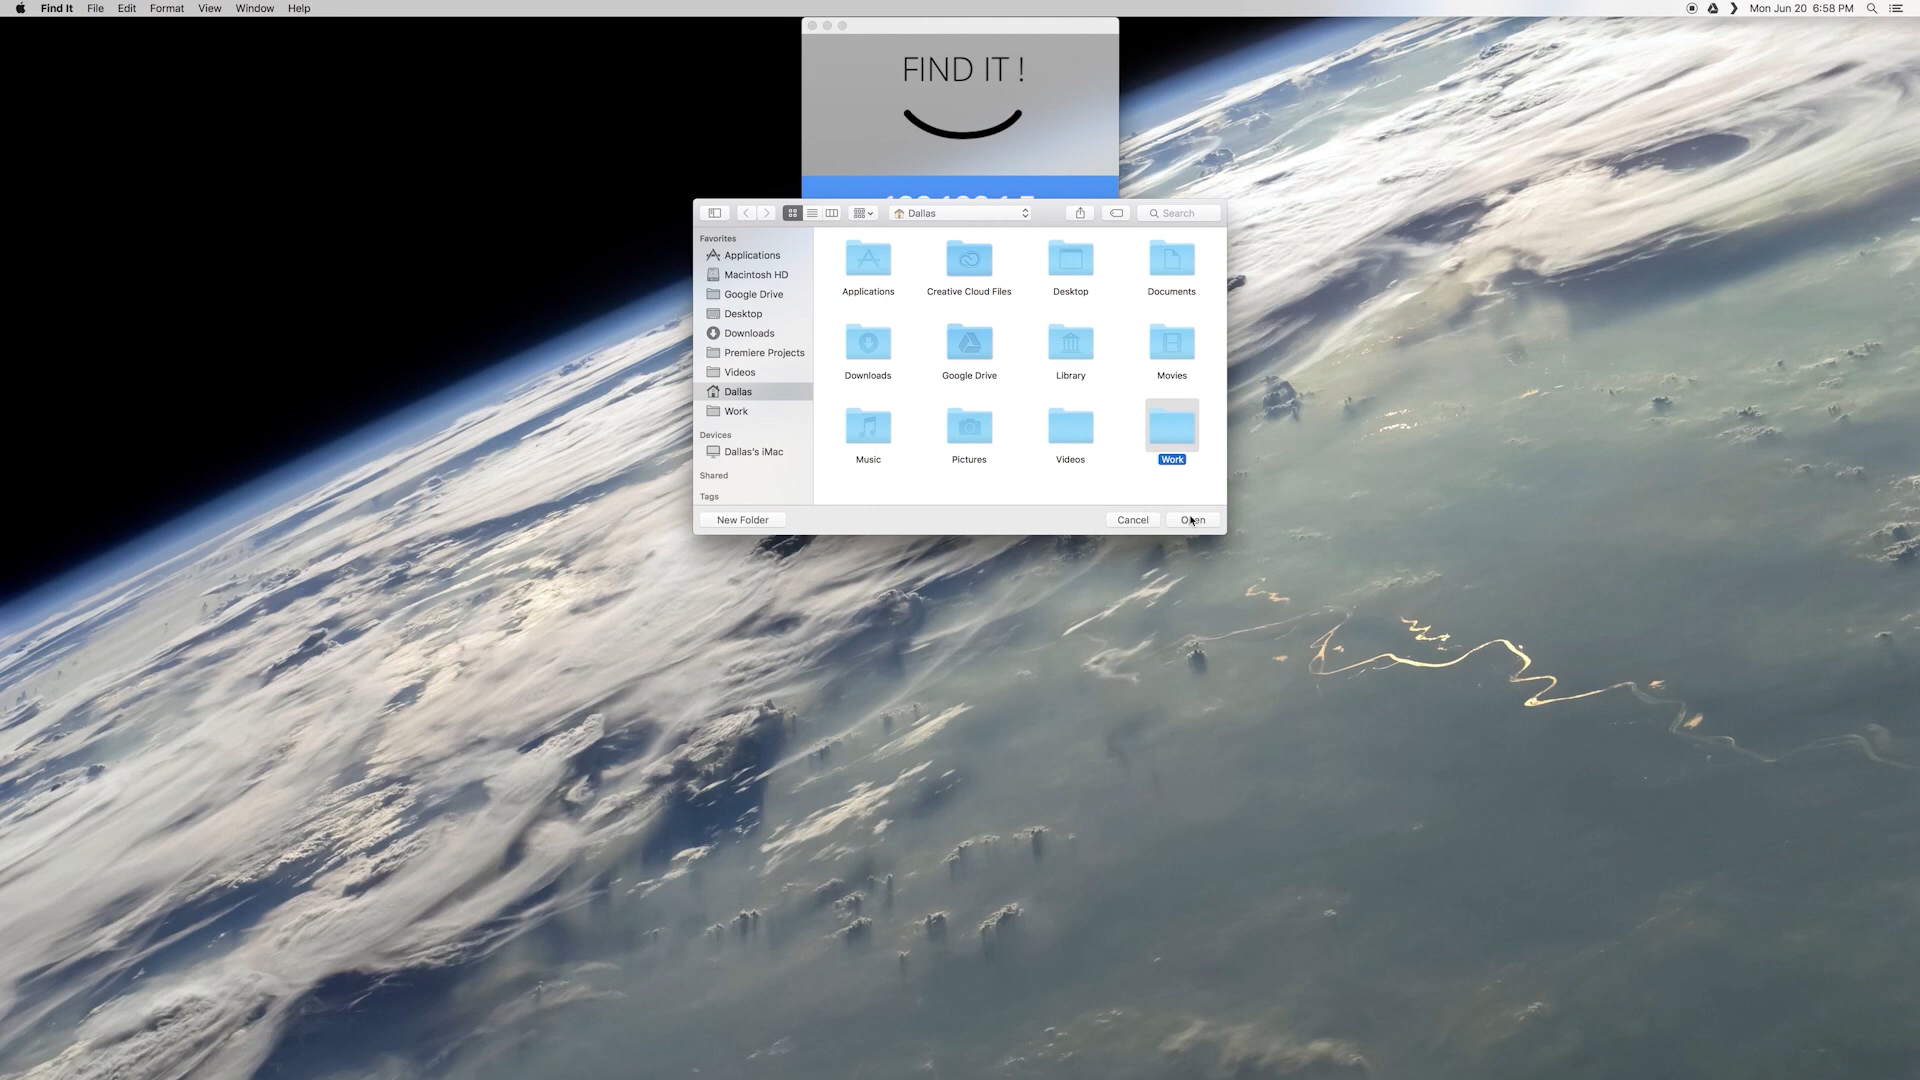 Find It File Edit Format View Window Help Mon Jun 20 6:58 PM
FIND IT !
Dallas Search
Favorites
Applications
Macintosh HD
Google Drive
Desktop
Downloads
Premiere Projects
Videos
Dallas
Work
Devices
Dallas's iMac
Shared
Tags
Applications Creative Cloud Files Desktop Documents
Downloads Google Drive Library Movies
Music Pictures Videos Work
New Folder Cancel Open